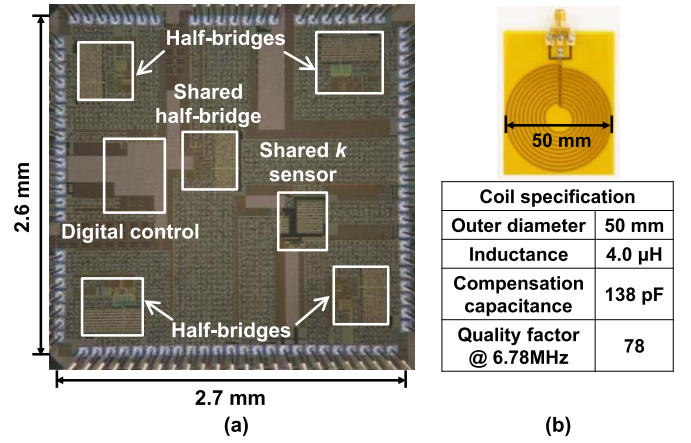 Half-bridges
Shared
half-bridge
Shared k
sensor
Digital control
Half-bridges
2.6 mm
2.7 mm
(a)
50 mm
Coil specification
Outer diameter 50 mm
Inductance 4.0 µH
Compensation
capacitance 138 pF
Quality factor
@ 6.78MHz 78
(b)